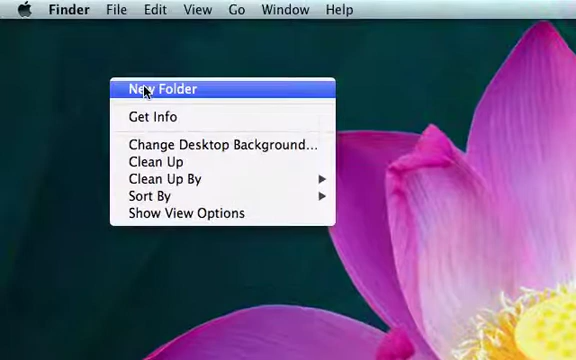 Finder File Edit View Go Window Help
New Folder
Get Info
Change Desktop Background...
Clean Up
Clean Up By
Sort By
Show View Options